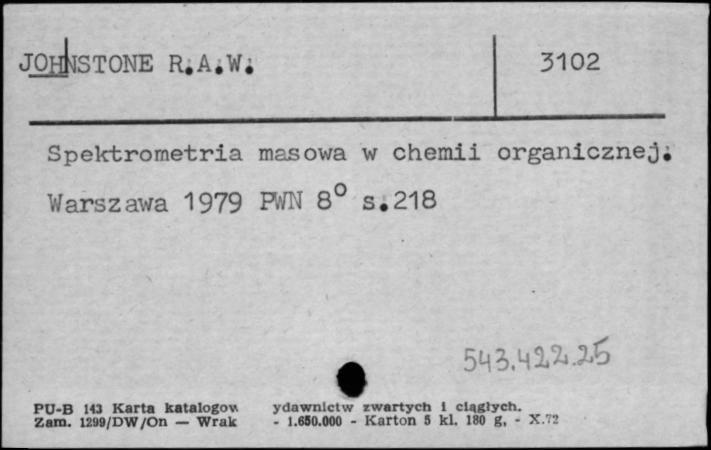 JOHNSTONE R.A.W. 3102
Spektrometria masowa w chemii organicznej.
Warszawa 1979 PWN 8° s.218
543.422.25
PU-B 143 Karta katalogow ydawnictw zwartych i ciągłych.
Zam. 1299/DW/On — Wrak - 1.650.000 - Karton 5 kl. 180 g, - X.72